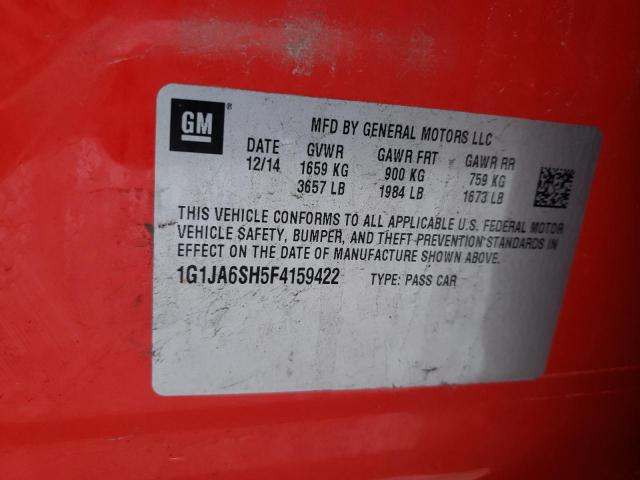 GM®
MFD BY GENERAL MOTORS LLC
DATE GVWR GAWR FRT GAWR RR
12/14 1659 KG 900 KG 759 KG
3657 LB 1984 LB 1673 LB
THIS VEHICLE CONFORMS TO ALL APPLICABLE U.S. FEDERAL MOTOR
VEHICLE SAFETY, BUMPER, AND THEFT PREVENTION STANDARDS IN
EFFECT ON THE DATE OF MANUFACTURE SHOWN ABOVE.
1G1JA6SH5F4159422 TYPE: PASS CAR